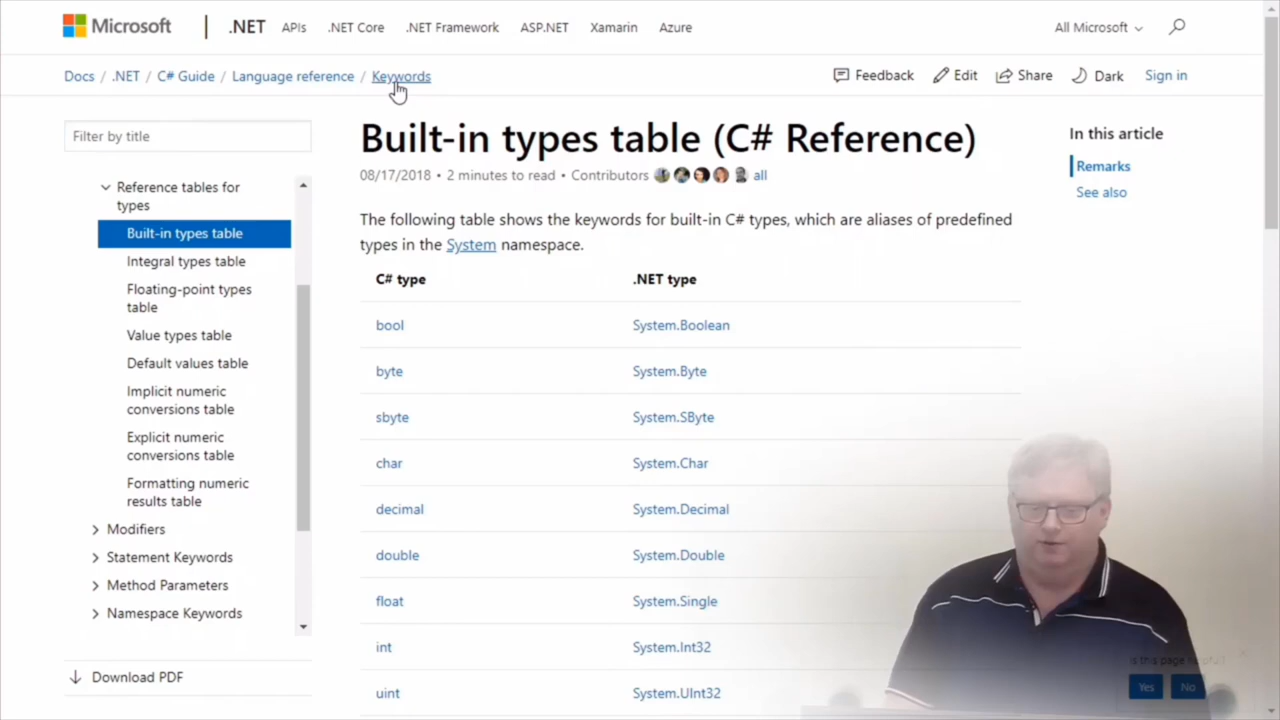 Microsoft
.NET APIs .NET Core .NET Framework ASP.NET Xamarin Azure
All Microsoft
Docs / .NET / C# Guide / Language reference / Keywords
Feedback Edit Share Dark Sign in
Filter by title
Reference tables for
types
Built-in types table
Integral types table
Floating-point types
table
Value types table
Default values table
Implicit numeric
conversions table
Explicit numeric
conversions table
Formatting numeric
results table
Modifiers
Statement Keywords
Method Parameters
Namespace Keywords
Download PDF
Built-in types table (C# Reference)
08/17/2018 • 2 minutes to read • Contributors all
The following table shows the keywords for built-in C# types, which are aliases of predefined
types in the System namespace.
C# type .NET type
bool System.Boolean
byte System.Byte
sbyte System.SByte
char System.Char
decimal System.Decimal
double System.Double
float System.Single
int System.Int32
uint System.UInt32
In this article
Remarks
See also
Is this page helpful?
Yes No